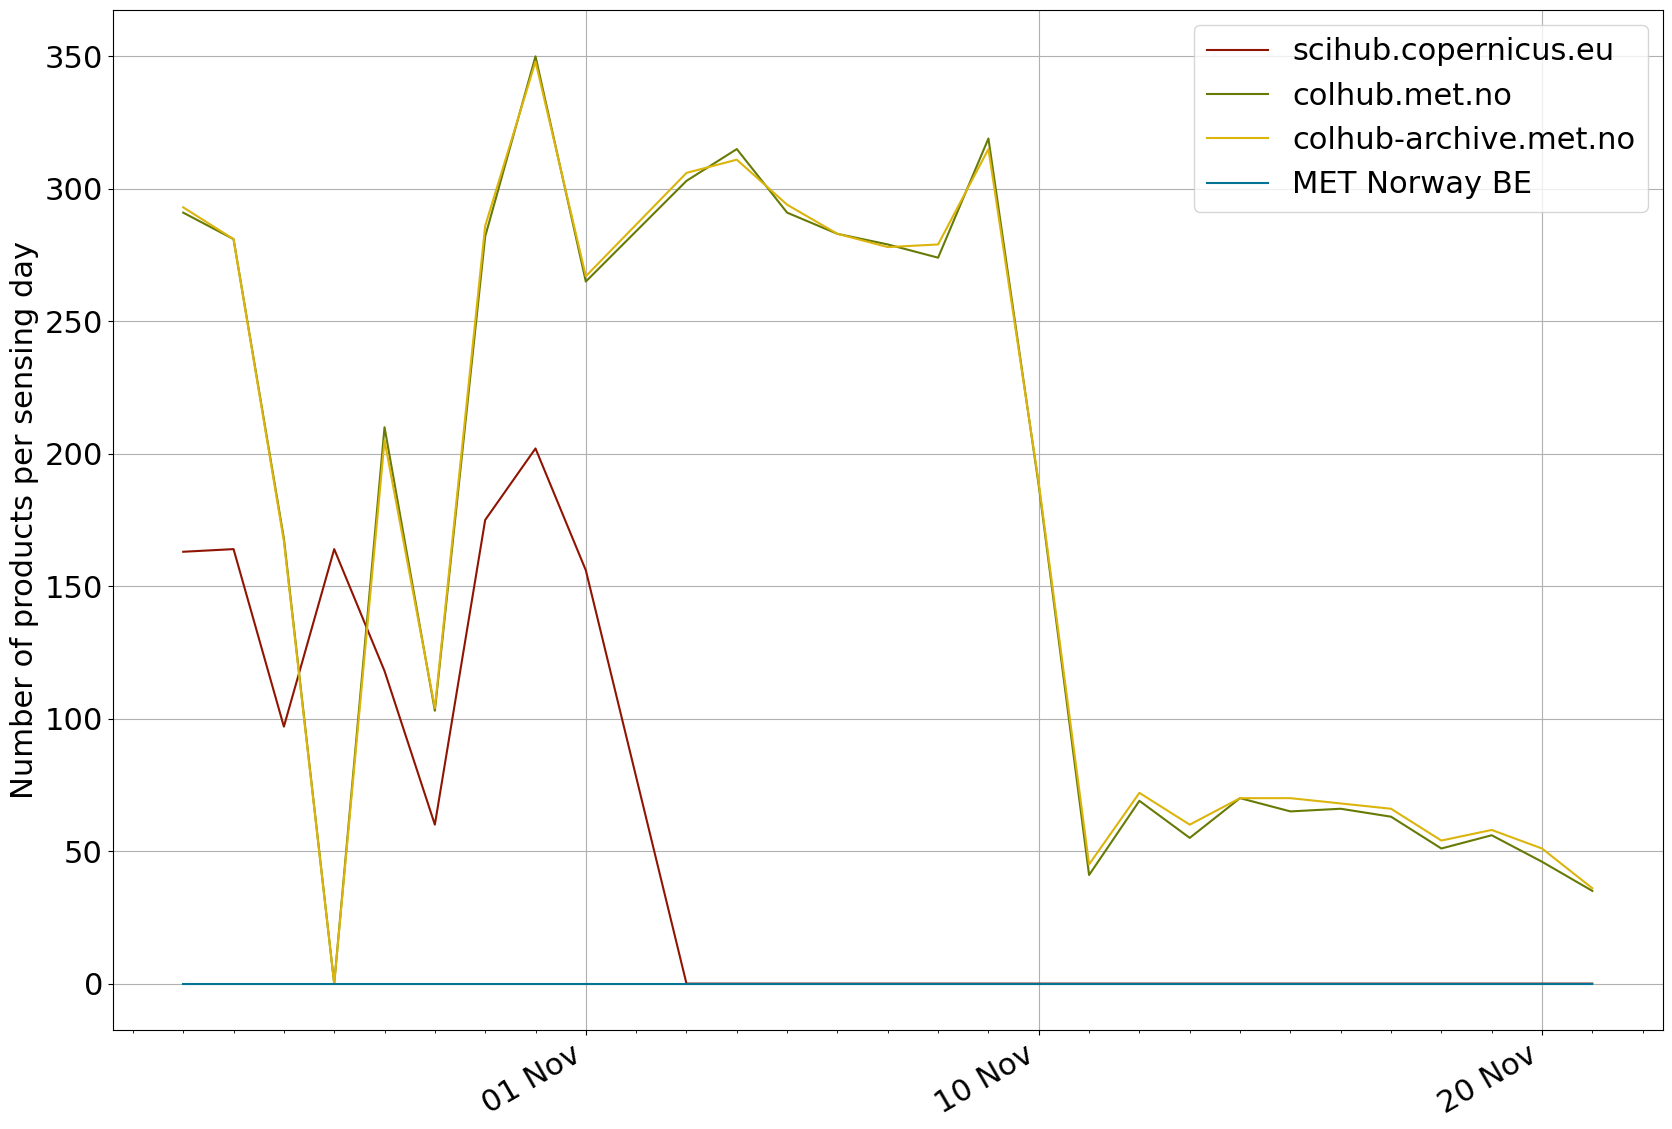 350
300
250
200
150
100
50
0
Number of products per sensing day
scihub.copernicus.eu
colhub.met.no
colhub-archive.met.no
MET Norway BE
01 Nov
10 Nov
20 Nov